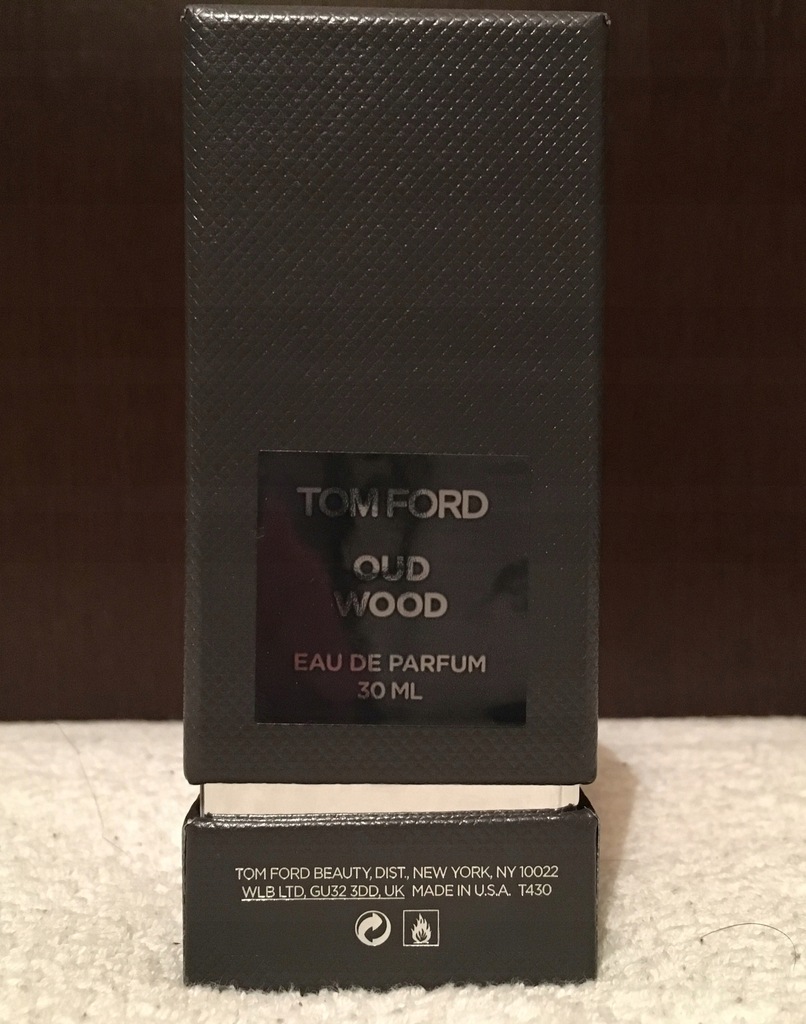 TOM FORD
OUD
WOOD
EAU DE PARFUM
30 ML
TOM FORD BEAUTY, DIST., NEW YORK, NY 10022
WLB LTD, GU32 3DD, UK MADE IN U.S.A. T430